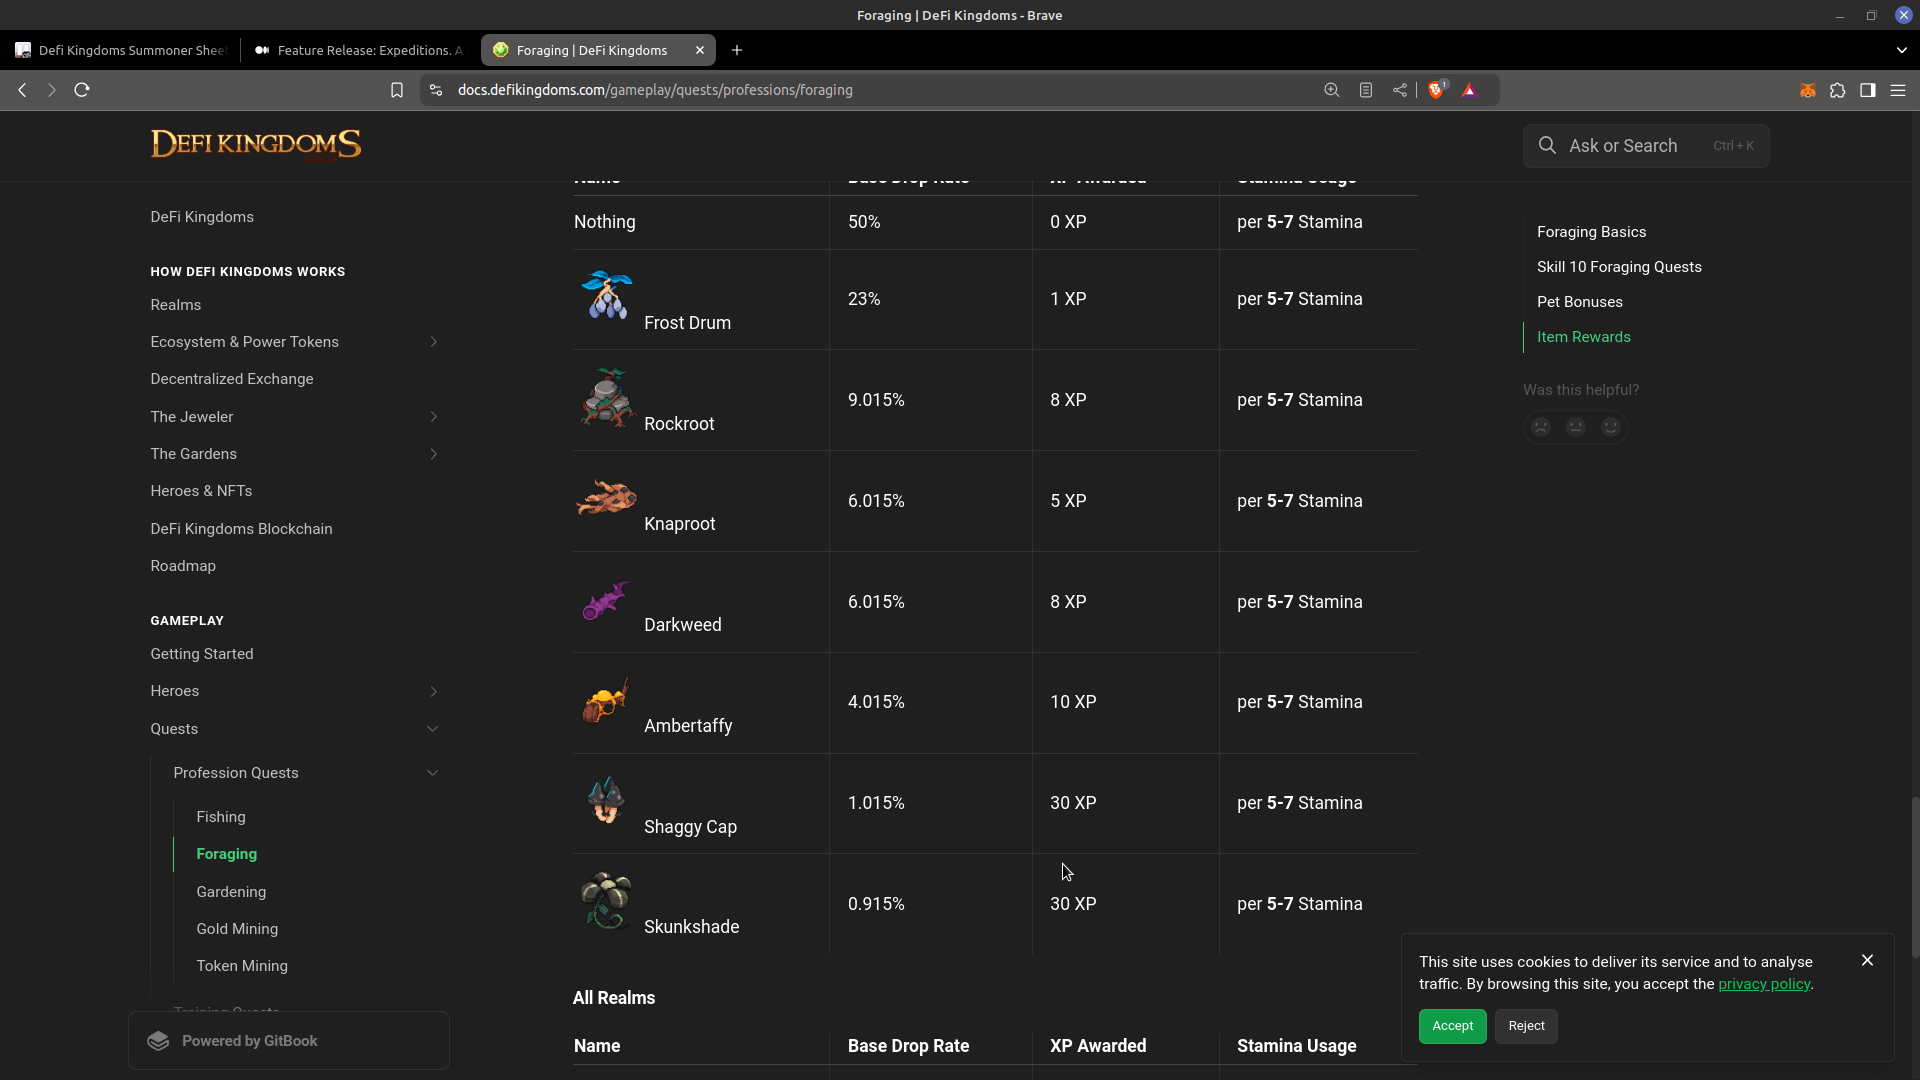 Foraging | DeFi Kingdoms - Brave
Defi Kingdoms Summoner Shee
Feature Release: Expeditions. A
Foraging | DeFi Kingdoms
docs.defikingdoms.com/gameplay/quests/professions/foraging
1
DEFI KINGDOMS
Ask or Search
Ctrl + K
DeFi Kingdoms
HOW DEFI KINGDOMS WORKS
Realms
Ecosystem & Power Tokens
Decentralized Exchange
The Jeweler
The Gardens
Heroes & NFTs
DeFi Kingdoms Blockchain
Roadmap
GAMEPLAY
Getting Started
Heroes
Quests
Profession Quests
Fishing
Foraging
Gardening
Gold Mining
Token Mining
Training Quests
Powered by GitBook
Name Base Drop Rate XP Awarded Stamina Usage
Nothing 50% 0 XP per 5-7 Stamina
Frost Drum 23% 1 XP per 5-7 Stamina
Rockroot 9.015% 8 XP per 5-7 Stamina
Knaproot 6.015% 5 XP per 5-7 Stamina
Darkweed 6.015% 8 XP per 5-7 Stamina
Ambertaffy 4.015% 10 XP per 5-7 Stamina
Shaggy Cap 1.015% 30 XP per 5-7 Stamina
Skunkshade 0.915% 30 XP per 5-7 Stamina
All Realms
Name Base Drop Rate XP Awarded Stamina Usage
Foraging Basics
Skill 10 Foraging Quests
Pet Bonuses
Item Rewards
Was this helpful?
This site uses cookies to deliver its service and to analyse
traffic. By browsing this site, you accept the privacy policy.
Accept
Reject